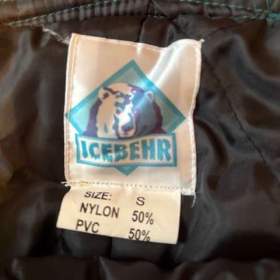 ICEBEHR
SIZE: S
NYLON 50%
PVC 50%